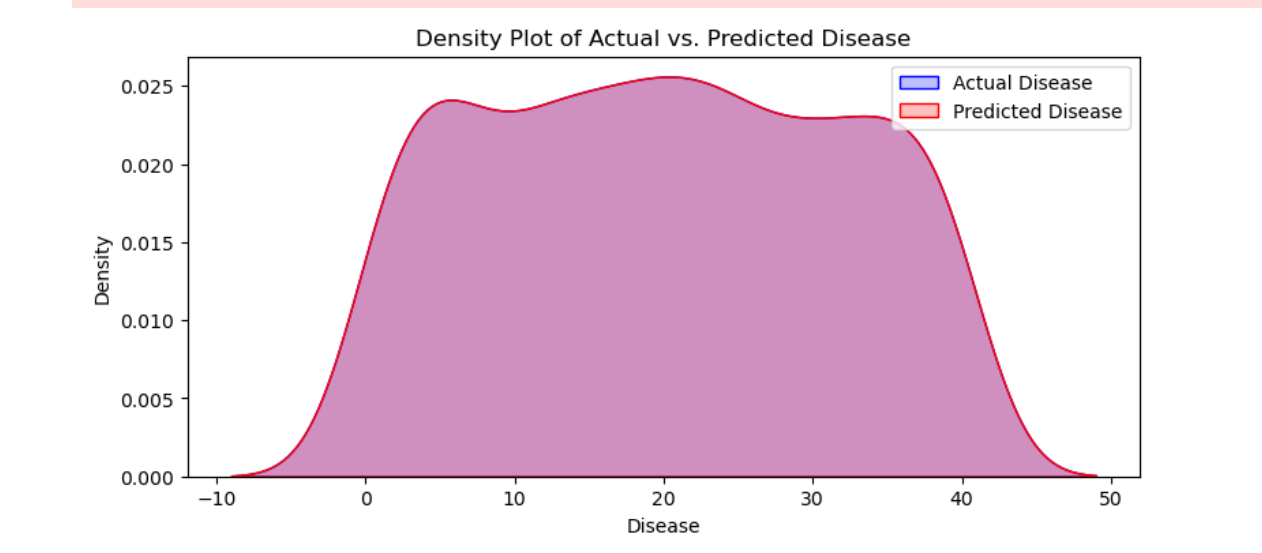 Density Plot of Actual vs. Predicted Disease
Actual Disease
Predicted Disease
0.025
0.020
0.015
0.010
0.005
0.000
Density
−10 0 10 20 30 40 50
Disease